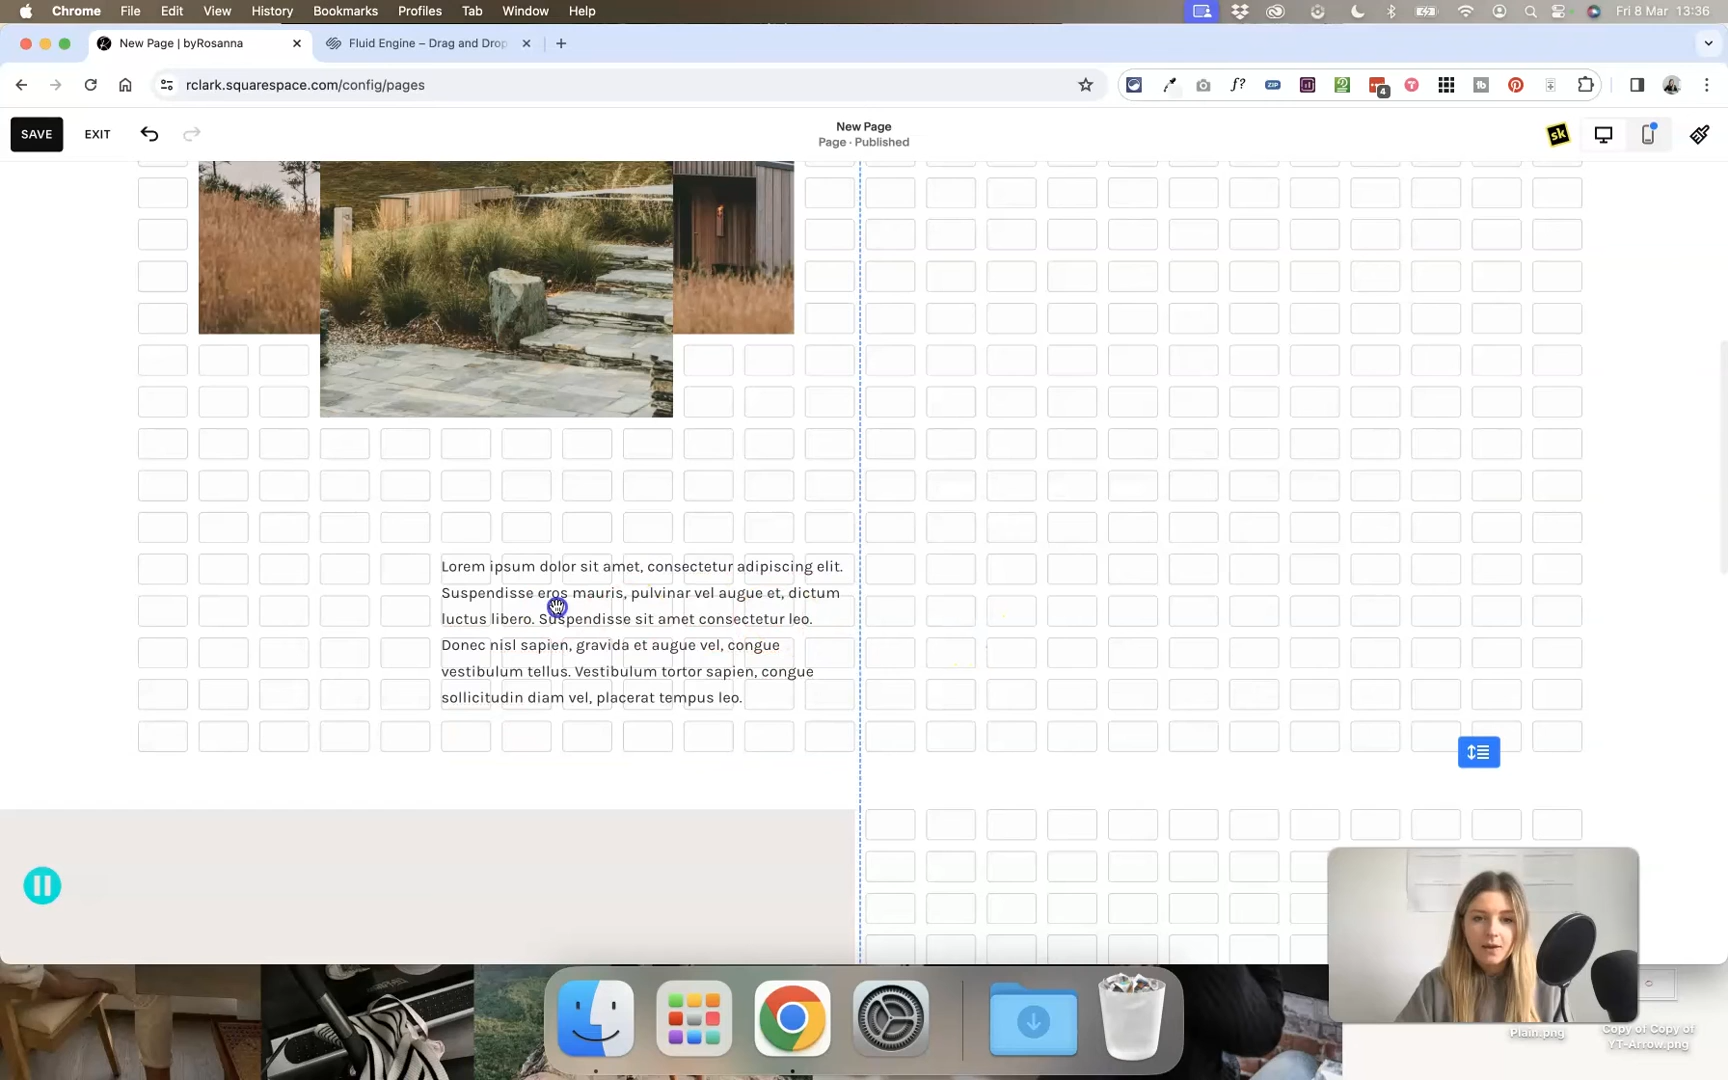 Chrome File Edit View History Bookmarks Profiles Tab Window Help Fri 8 Mar 13:36
New Page | byRosanna Fluid Engine – Drag and Drop
rclark.squarespace.com/config/pages f? ZIP 4
SAVE EXIT New Page sk
Page · Published
Lorem ipsum dolor sit amet, consectetur adipiscing elit.
Suspendisse eros mauris, pulvinar vel augue et, dictum
luctus libero. Suspendisse sit amet consectetur leo.
Donec nisl sapien, gravida et augue vel, congue
vestibulum tellus. Vestibulum tortor sapien, congue
sollicitudin diam vel, placerat tempus leo.
Plain.png Copy of Copy of
YT-Arrow.png